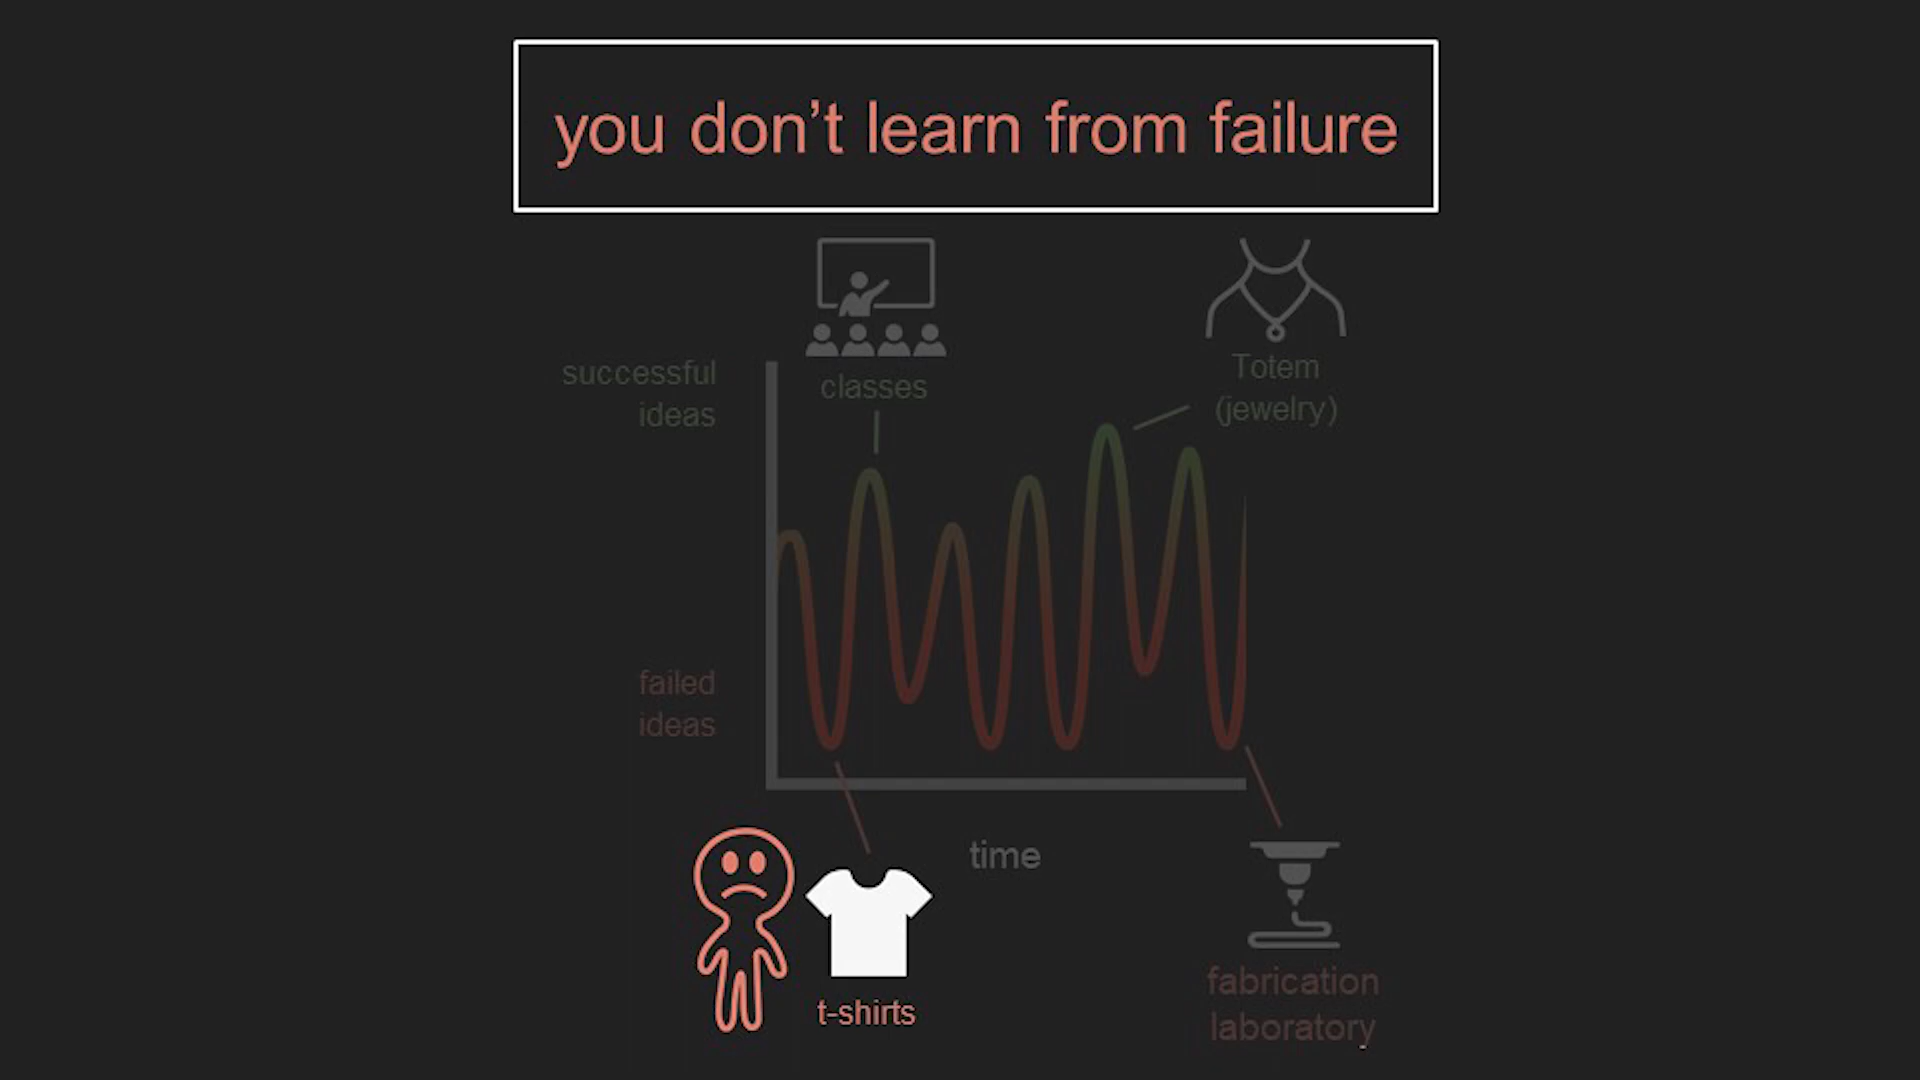 you don’t learn from failure
classes
Totem
(jewelry)
successful
ideas
failed
ideas
time
t-shirts
fabrication
laboratory